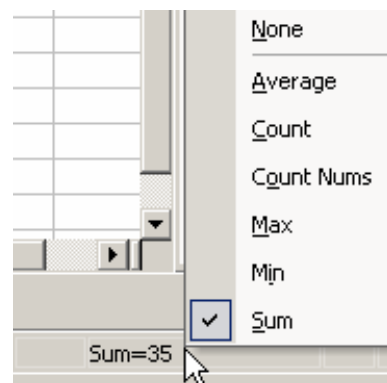 None
Average
Count
Count Nums
Max
Min
Sum
Sum=35